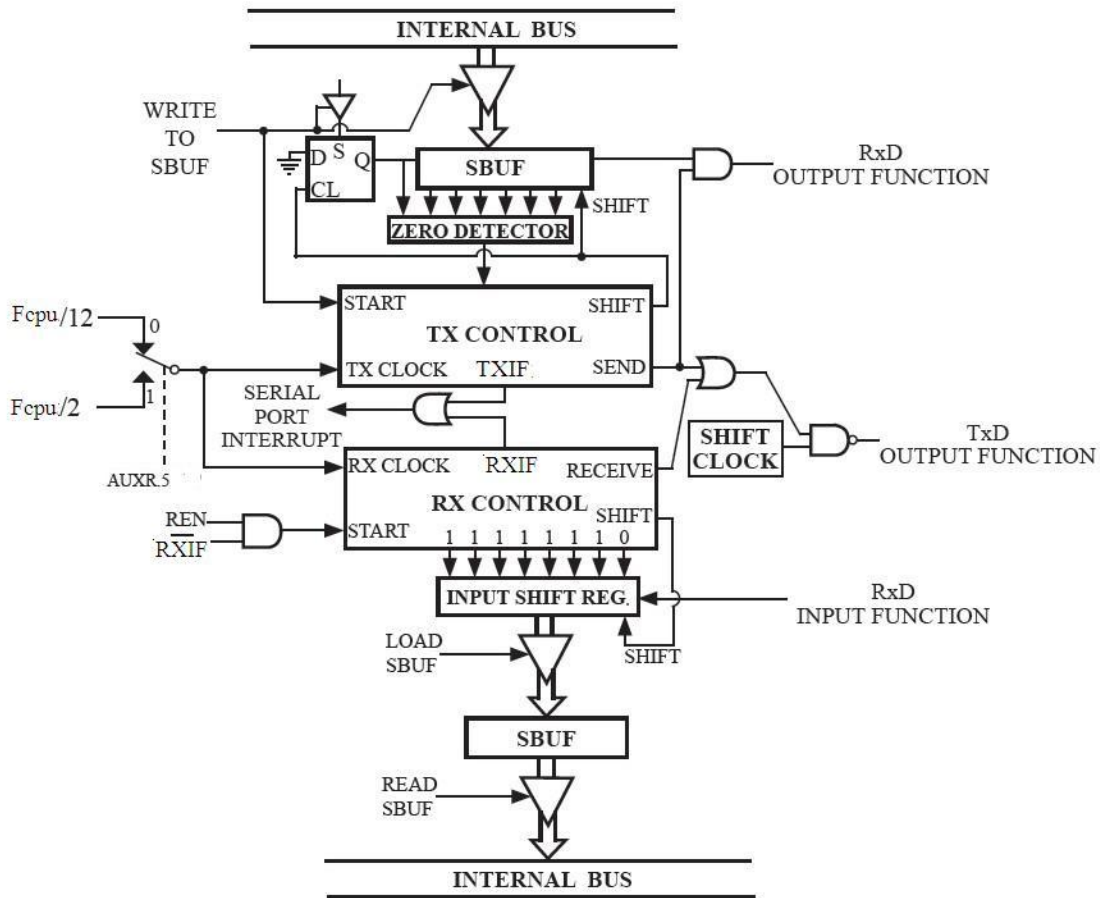 INTERNAL BUS
WRITE
TO
SBUF
D
S
Q
CL
SBUF
RxD
OUTPUT FUNCTION
SHIFT
ZERO DETECTOR
START
SHIFT
TX CONTROL
TX CLOCK
TXIF
SEND
Fcpu/12
0
Fcpu/2
1
AUXR.5
SERIAL
PORT
INTERRUPT
SHIFT
CLOCK
TxD
OUTPUT FUNCTION
RX CLOCK
RXIF
RECEIVE
RX CONTROL
SHIFT
START
1 1 1 1 1 1 1 0
REN
RXIF
INPUT SHIFT REG.
RxD
INPUT FUNCTION
LOAD
SBUF
SHIFT
SBUF
READ
SBUF
INTERNAL BUS